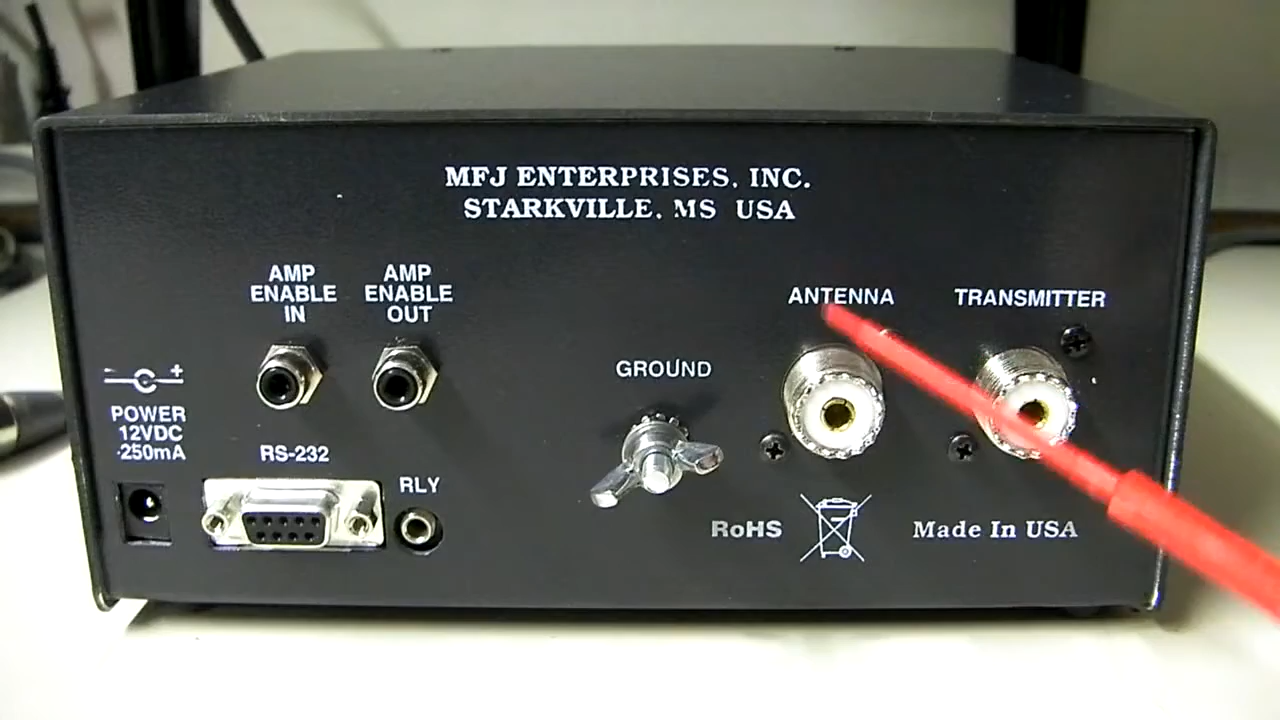 MFJ ENTERPRISES, INC.
STARKVILLE, MS USA
AMP
ENABLE
IN
AMP
ENABLE
OUT
ANTENNA
TRANSMITTER
GROUND
- +
POWER
12VDC
250mA
RS-232
RLY
RoHS
Made In USA